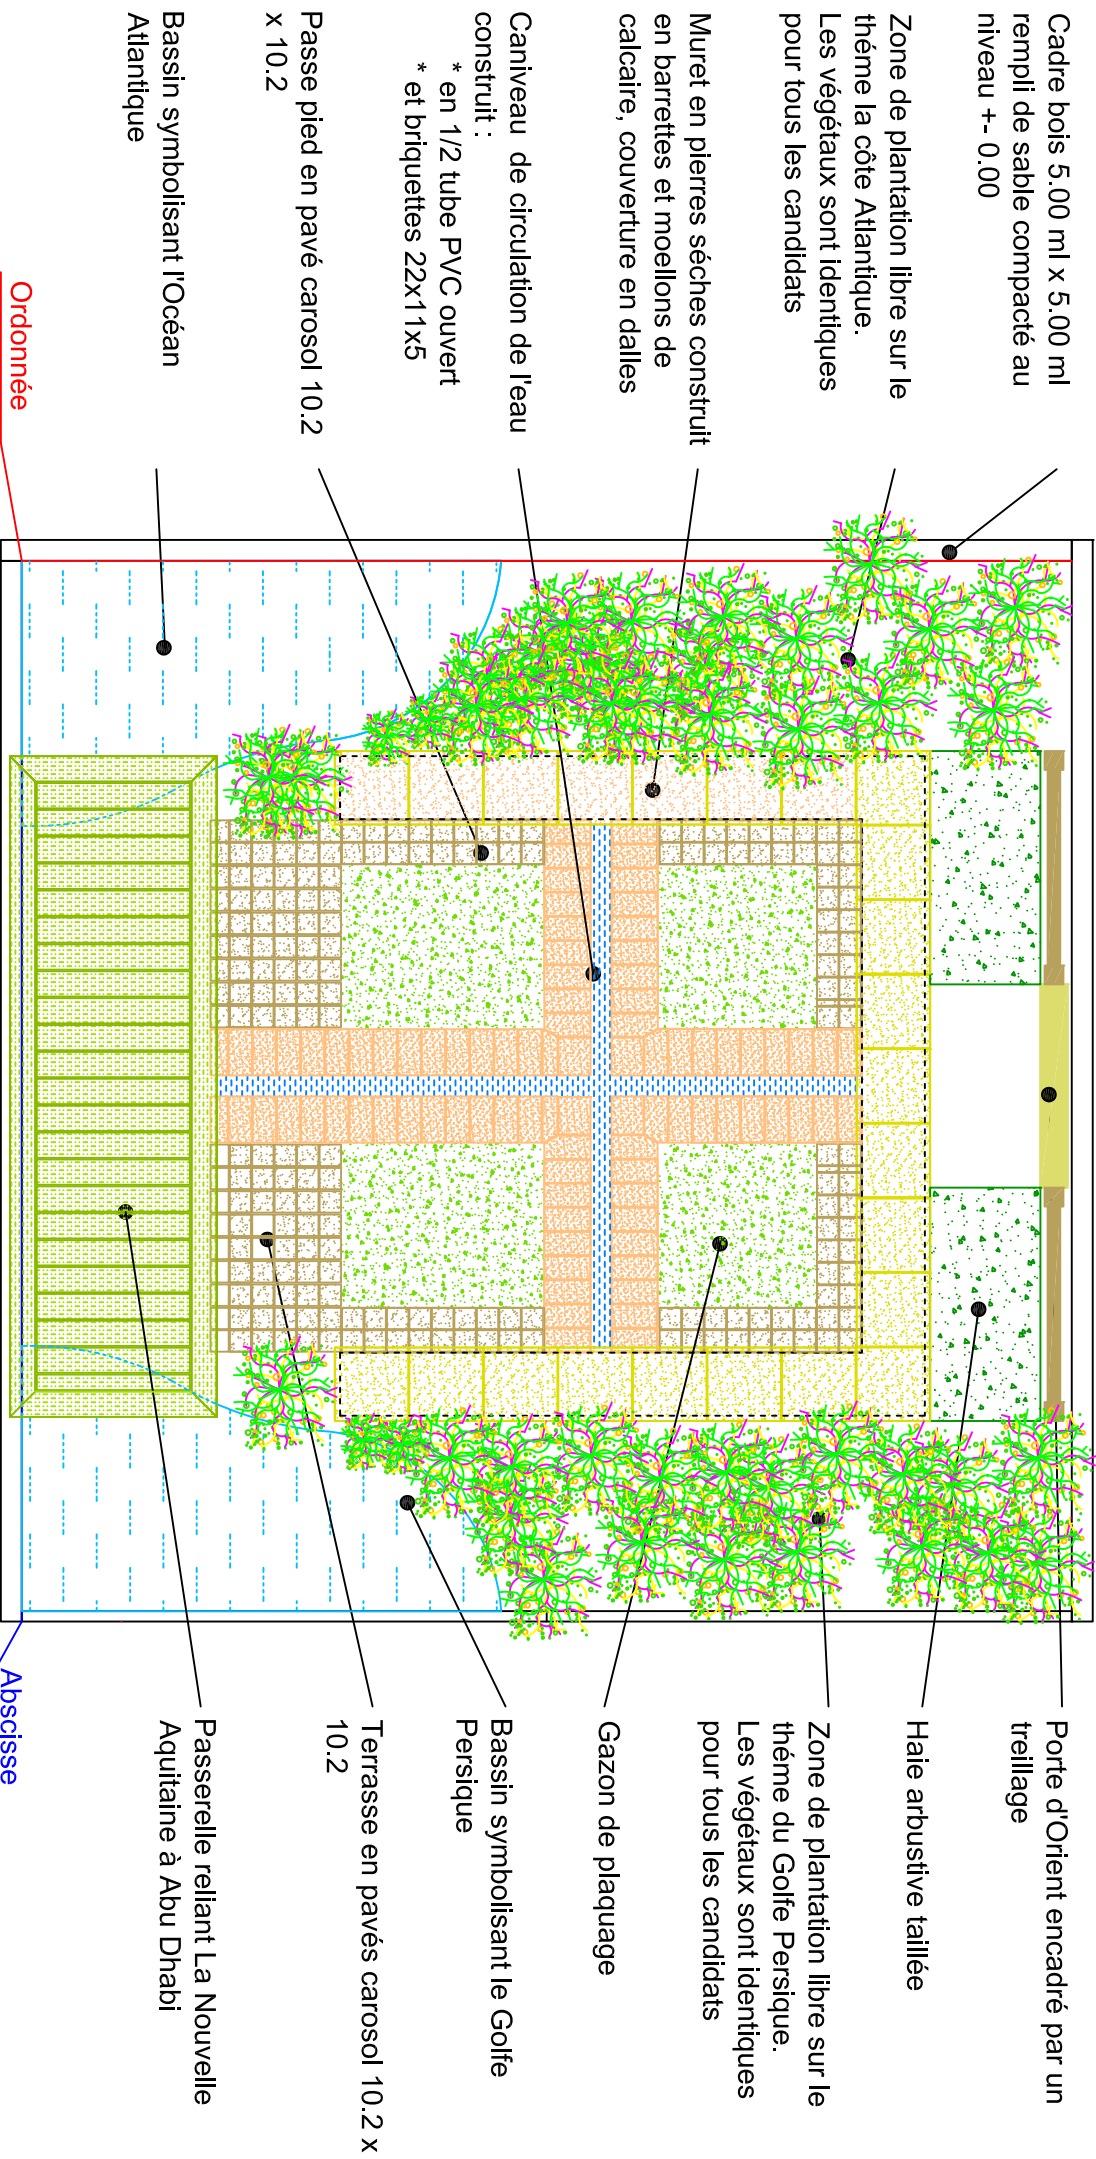 Cadre bois 5.00 ml x 5.00 ml
rempli de sable compacté au
niveau +- 0.00
Zone de plantation libre sur le
théme la côte Atlantique.
Les végétaux sont identiques
pour tous les candidats
Muret en pierres séches construit
en barrettes et moellons de
calcaire, couverture en dalles
Caniveau de circulation de l'eau
construit :
* en 1/2 tube PVC ouvert
* et briquettes 22x11x5
Passe pied en pavé carosol 10.2
x 10.2
Bassin symbolisant l'Océan
Atlantique
Ordonnée
Porte d'Orient encadré par un
treillage
Haie arbustive taillée
Zone de plantation libre sur le
théme du Golfe Persique.
Les végétaux sont identiques
pour tous les candidats
Gazon de plaquage
Bassin symbolisant le Golfe
Persique
Terrasse en pavés carosol 10.2 x
10.2
Passerelle reliant La Nouvelle
Aquitaine à Abu Dhabi
Abscisse